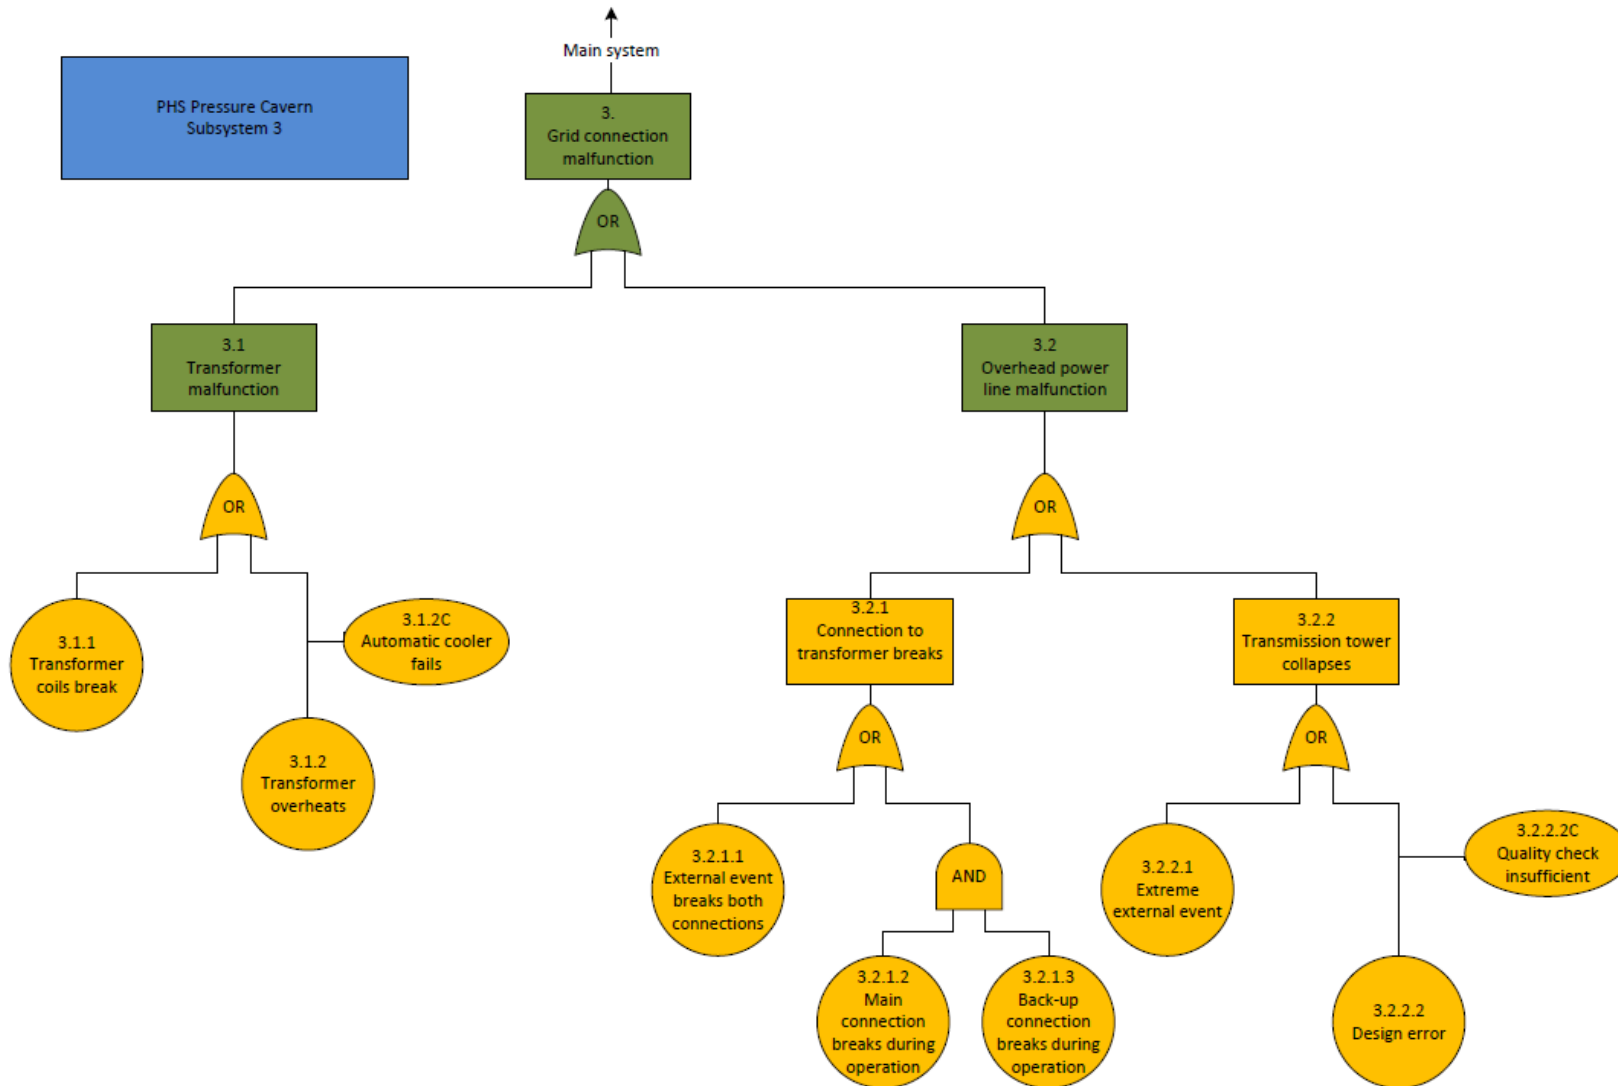 Main system
PHS Pressure Cavern
Subsystem 3
3.
Grid connection
malfunction
OR
3.1
Transformer
malfunction
3.2
Overhead power
line malfunction
OR
OR
3.1.1
Transformer
coils break
3.1.2C
Automatic cooler
fails
3.1.2
Transformer
overheats
3.2.1
Connection to
transformer breaks
3.2.2
Transmission tower
collapses
OR
OR
3.2.1.1
External event
breaks both
connections
AND
3.2.2.1
Extreme
external event
3.2.2.2C
Quality check
insufficient
3.2.1.2
Main
connection
breaks during
operation
3.2.1.3
Back-up
connection
breaks during
operation
3.2.2.2
Design error